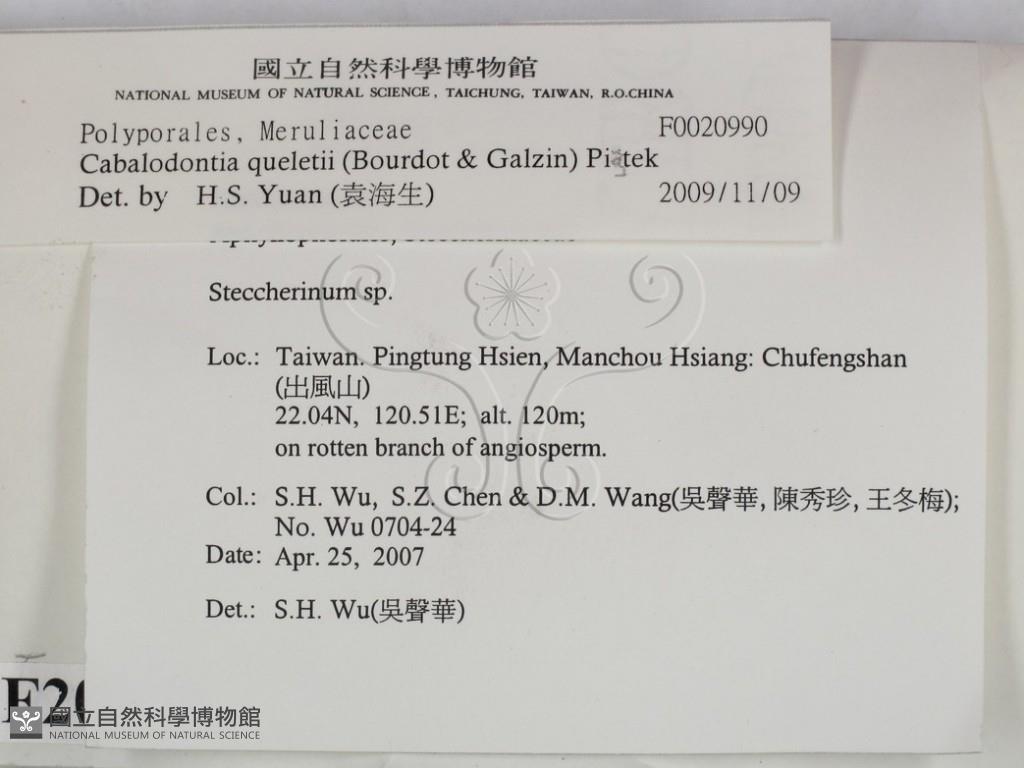 國立自然科學博物館
NATIONAL MUSEUM OF NATURAL SCIENCE, TAICHUNG, TAIWAN, R.O.CHINA
Polyporales, Meruliaceae F0020990
Cabalodontia queletii (Bourdot & Galzin) Piątek
Det. by H.S. Yuan (袁海生) 2009/11/09
Steccherinum sp.
Loc.: Taiwan. Pingtung Hsien, Manchou Hsiang: Chufengshan
(出風山)
22.04N, 120.51E; alt. 120m;
on rotten branch of angiosperm.
Col.: S.H. Wu, S.Z. Chen & D.M. Wang(吳聲華, 陳秀珍, 王冬梅);
No. Wu 0704-24
Date: Apr. 25, 2007
Det.: S.H. Wu(吳聲華)
國立自然科學博物館
NATIONAL MUSEUM OF NATURAL SCIENCE